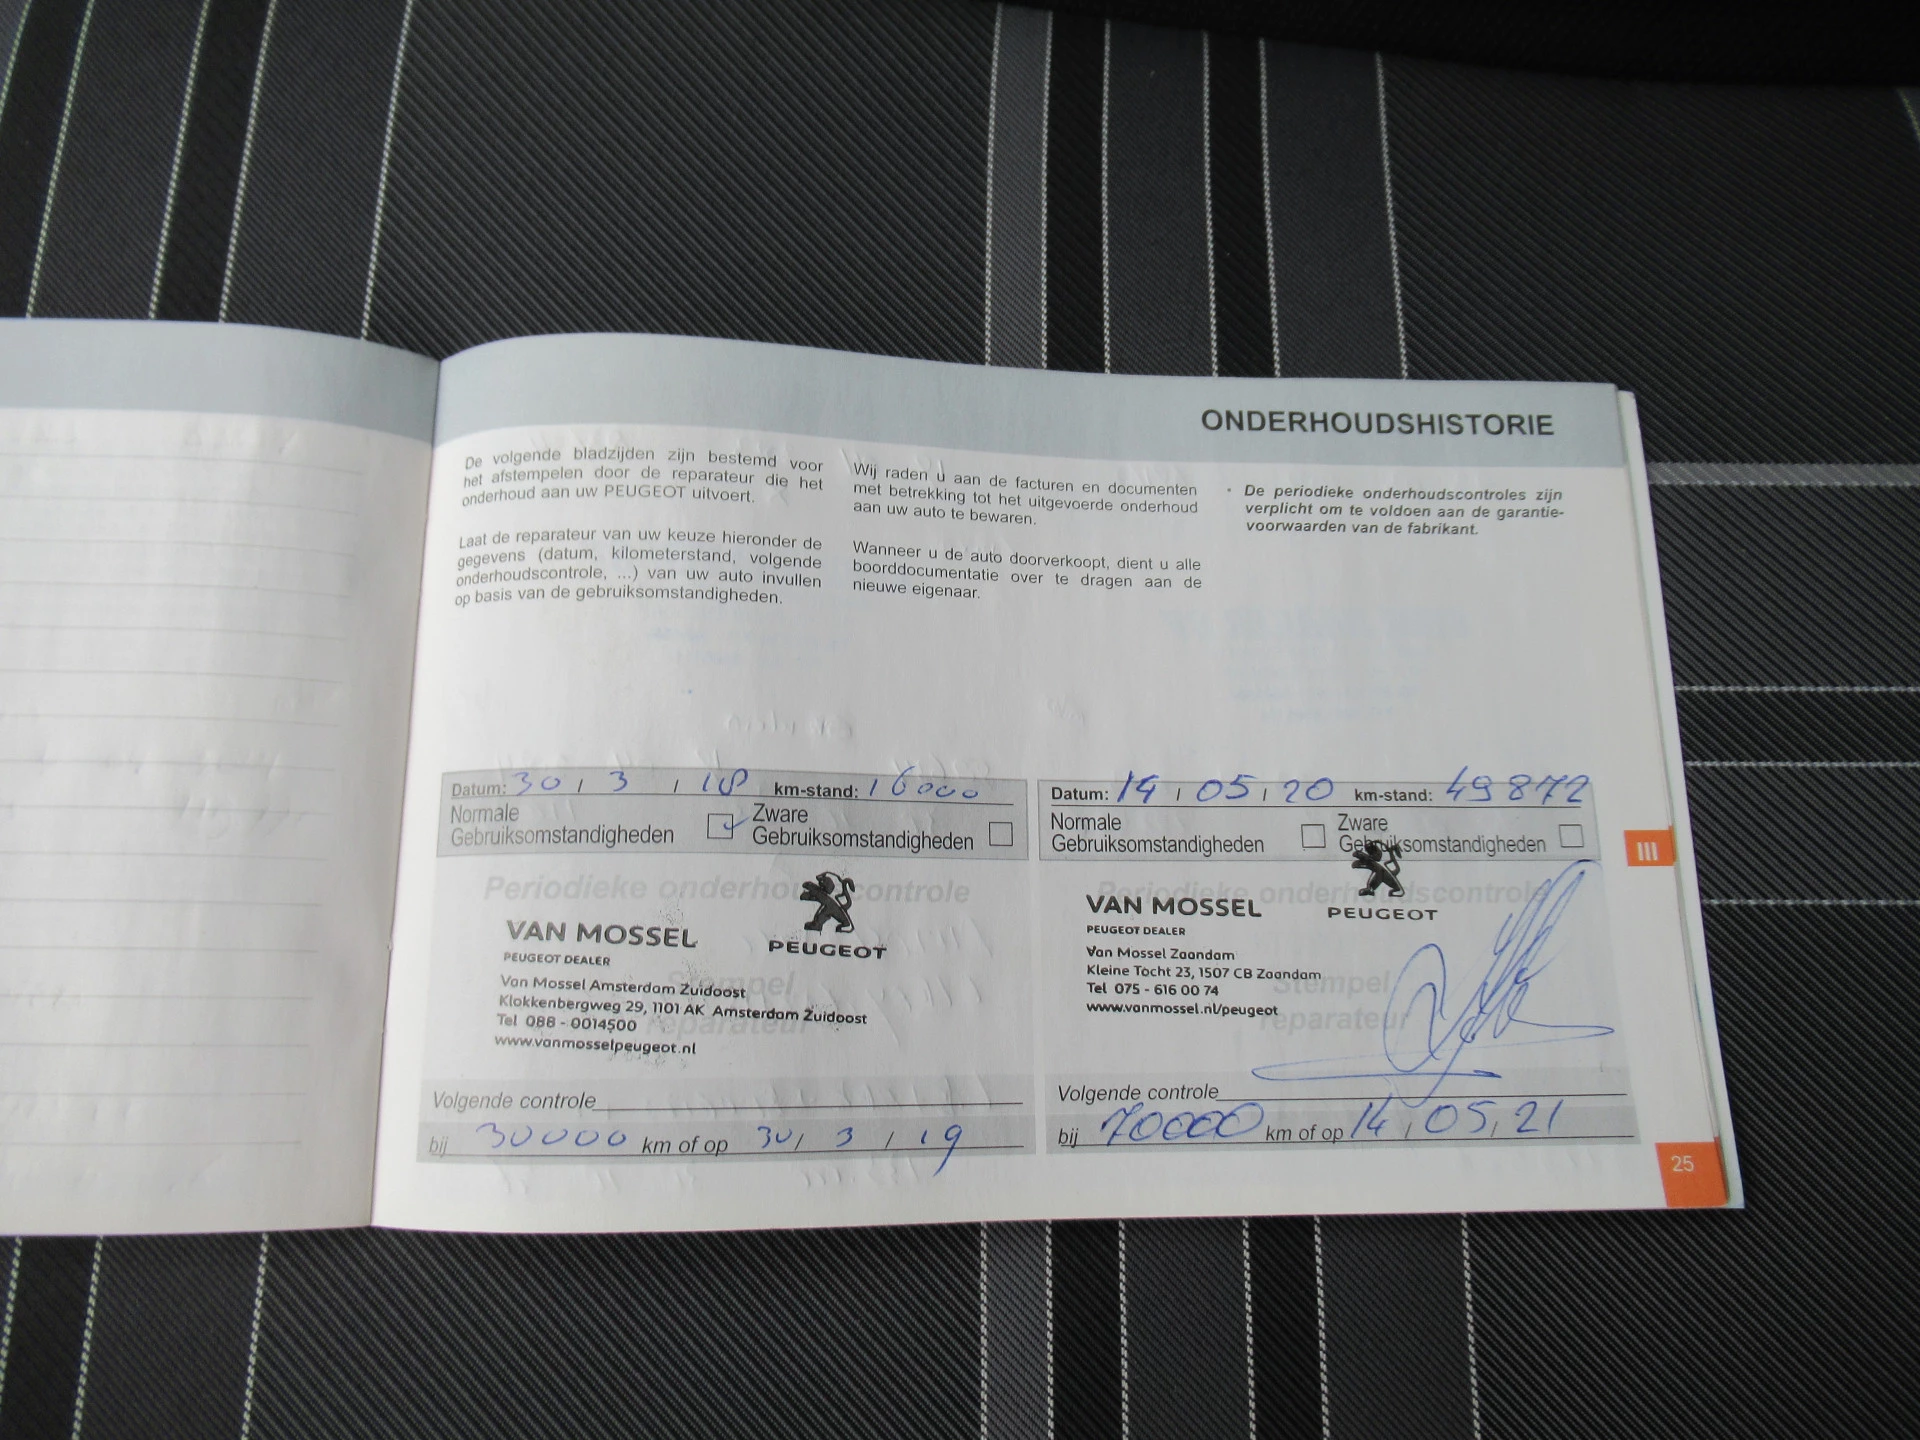 ONDERHOUDSHISTORIE
De volgende bladzijden zijn bestemd voor
het afstempelen door de reparateur die het
onderhoud aan uw PEUGEOT uitvoert.
Laat de reparateur van uw keuze hieronder de
gegevens (datum, kilometerstand, volgende
onderhoudscontrole, ...) van uw auto invullen
op basis van de gebruiksomstandigheden.
Wij raden u aan de facturen en documenten
met betrekking tot het uitgevoerde onderhoud
aan uw auto te bewaren.
Wanneer u de auto doorverkoopt, dient u alle
boorddocumentatie over te dragen aan de
nieuwe eigenaar.
• De periodieke onderhoudscontroles zijn
verplicht om te voldoen aan de garantie-
voorwaarden van de fabrikant.
Datum: 30 / 3 / 18 km-stand: 16000
Normale
Gebruiksomstandigheden
Zware
Gebruiksomstandigheden
Periodieke onderhoudscontrole
VAN MOSSEL
PEUGEOT DEALER
PEUGEOT
Stempel
reparateur
Van Mossel Amsterdam Zuidoost
Klokkenbergweg 29, 1101 AK Amsterdam Zuidoost
Tel 088 - 0014500
www.vanmosselpeugeot.nl
Volgende controle
bij 30000 km of op 30 / 3 / 19
Datum: 14 / 05 / 20 km-stand: 49872
Normale
Gebruiksomstandigheden
Zware
Gebruiksomstandigheden
Periodieke onderhoudscontrole
VAN MOSSEL
PEUGEOT DEALER
PEUGEOT
Stempel
reparateur
Van Mossel Zaandam
Kleine Tocht 23, 1507 CB Zaandam
Tel 075 - 616 00 74
www.vanmossel.nl/peugeot
Volgende controle
bij 70000 km of op 14 / 05 / 21
III
25